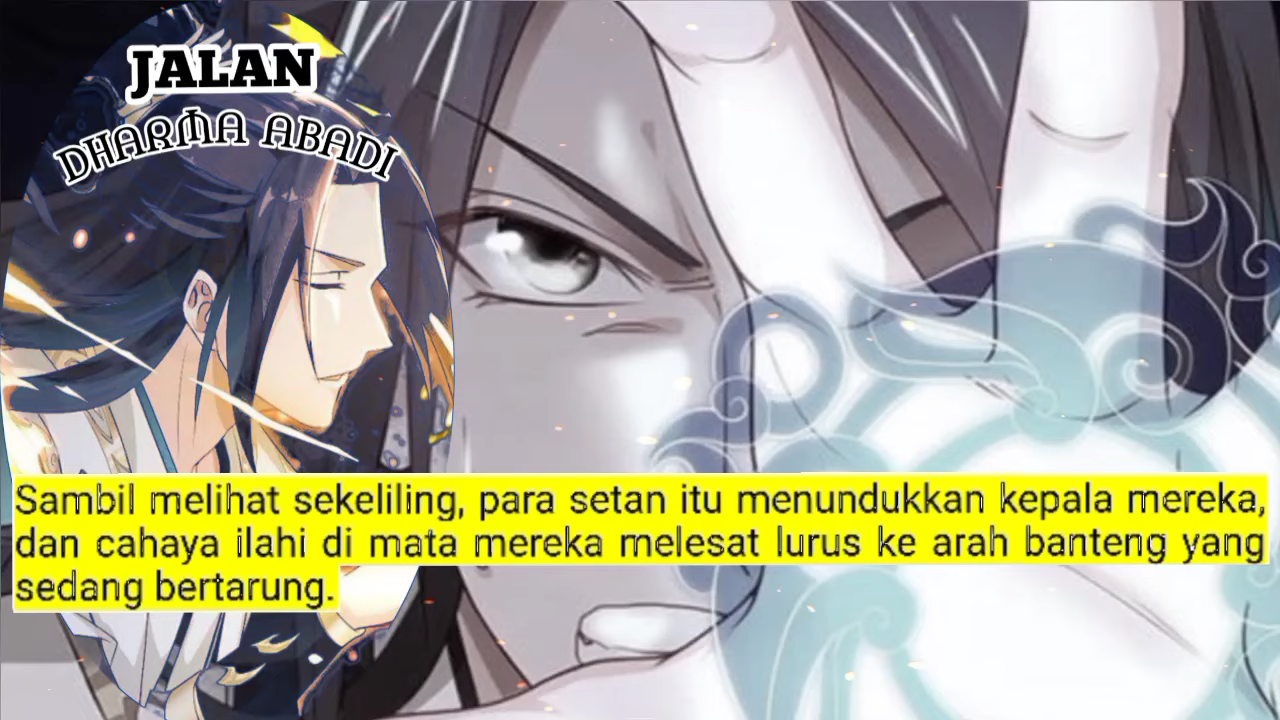 JALAN
DHARMA ABADI
Sambil melihat sekeliling, para setan itu menundukkan kepala mereka,
dan cahaya ilahi di mata mereka melesat lurus ke arah banteng yang
sedang bertarung.